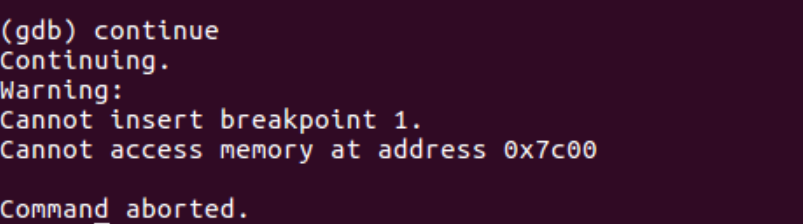 (gdb) continue
Continuing.
Warning:
Cannot insert breakpoint 1.
Cannot access memory at address 0x7c00
Command aborted.